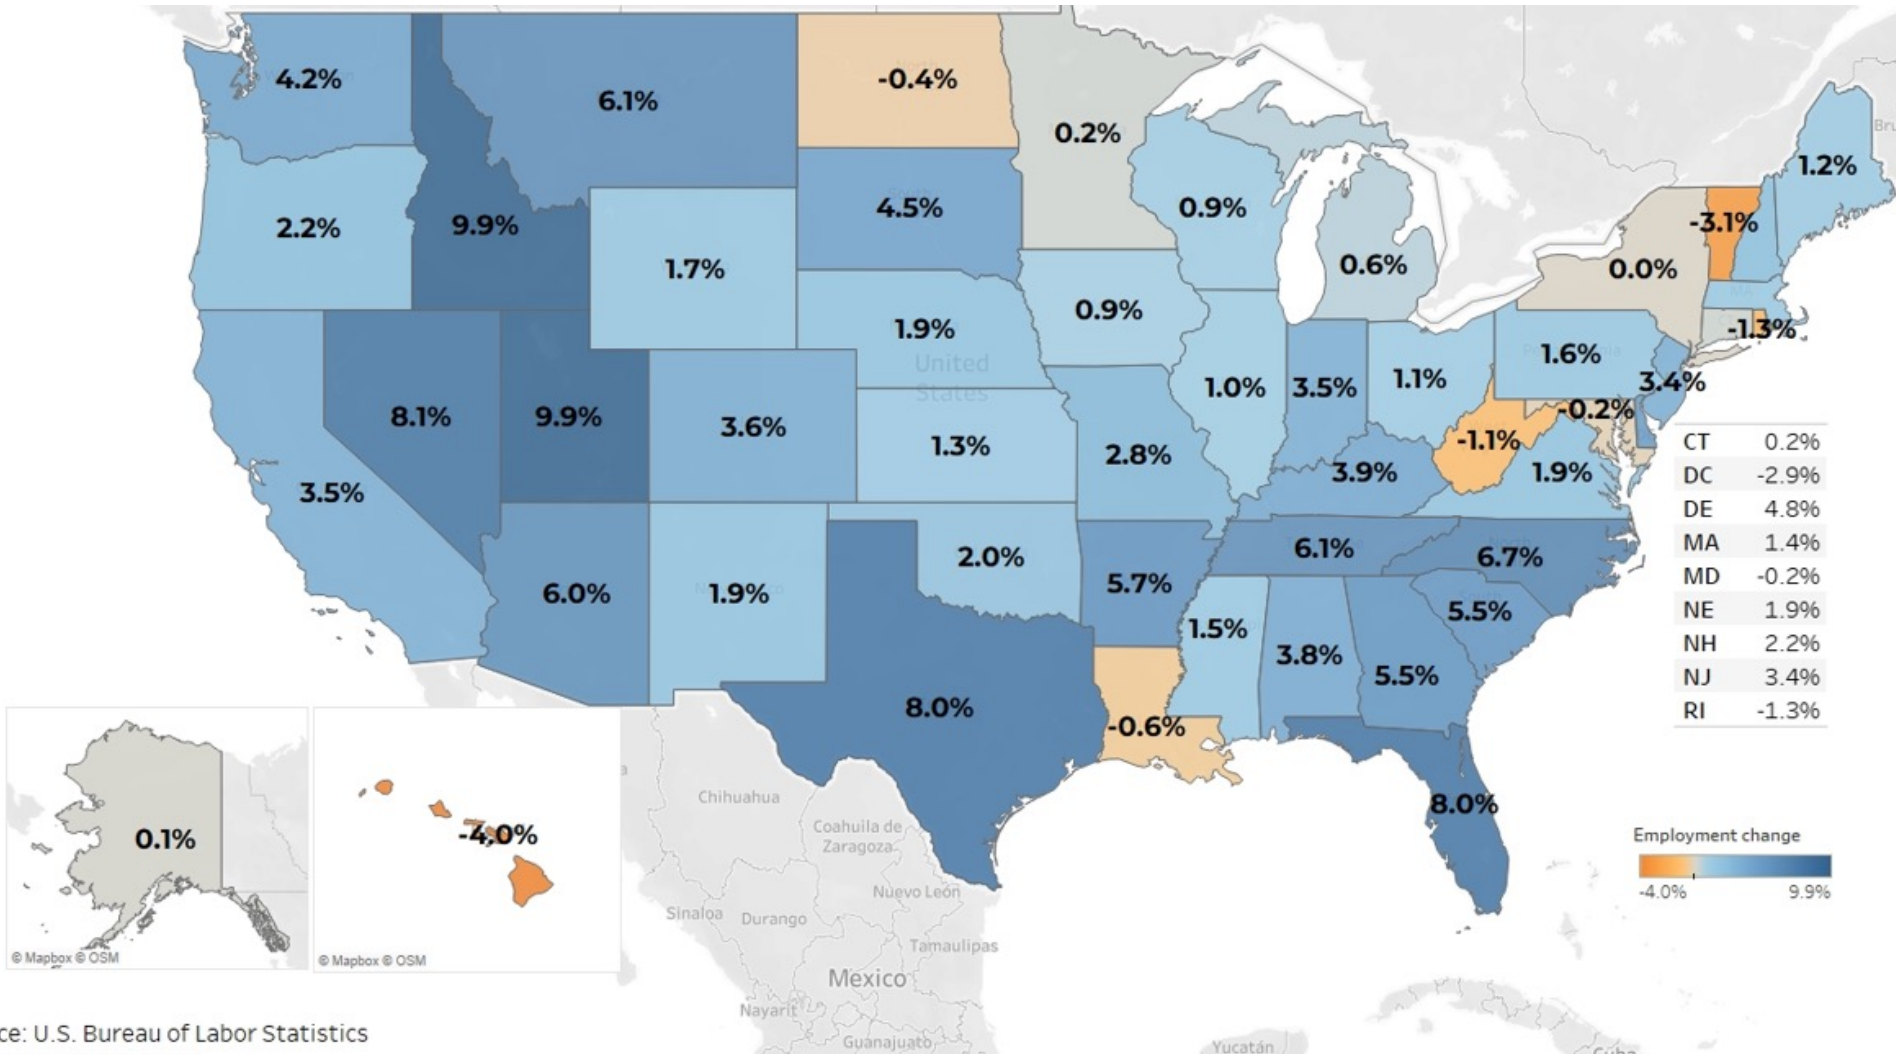 4.2%
6.1%
-0.4%
0.2%
1.2%
2.2%
9.9%
1.7%
4.5%
0.9%
0.6%
0.0%
-3.1%
1.9%
0.9%
1.6%
-1.3%
United
States
8.1%
9.9%
3.6%
1.3%
1.0%
3.5%
1.1%
3.4%
-0.2%
3.5%
2.8%
3.9%
-1.1%
1.9%
6.0%
1.9%
2.0%
5.7%
6.1%
North
6.7%
1.5%
3.8%
5.5%
South
5.5%
8.0%
-0.6%
8.0%
CT 0.2%
DC -2.9%
DE 4.8%
MA 1.4%
MD -0.2%
NE 1.9%
NH 2.2%
NJ 3.4%
RI -1.3%
Employment change
-4.0% 9.9%
0.1%
© Mapbox © OSM
-4.0%
© Mapbox © OSM
Chihuahua
Coahuila de
Zaragoza
Nuevo León
Sinaloa
Durango
Tamaulipas
Mexico
Nayarit
Guanajuato
Yucatán
Cuba
ce: U.S. Bureau of Labor Statistics